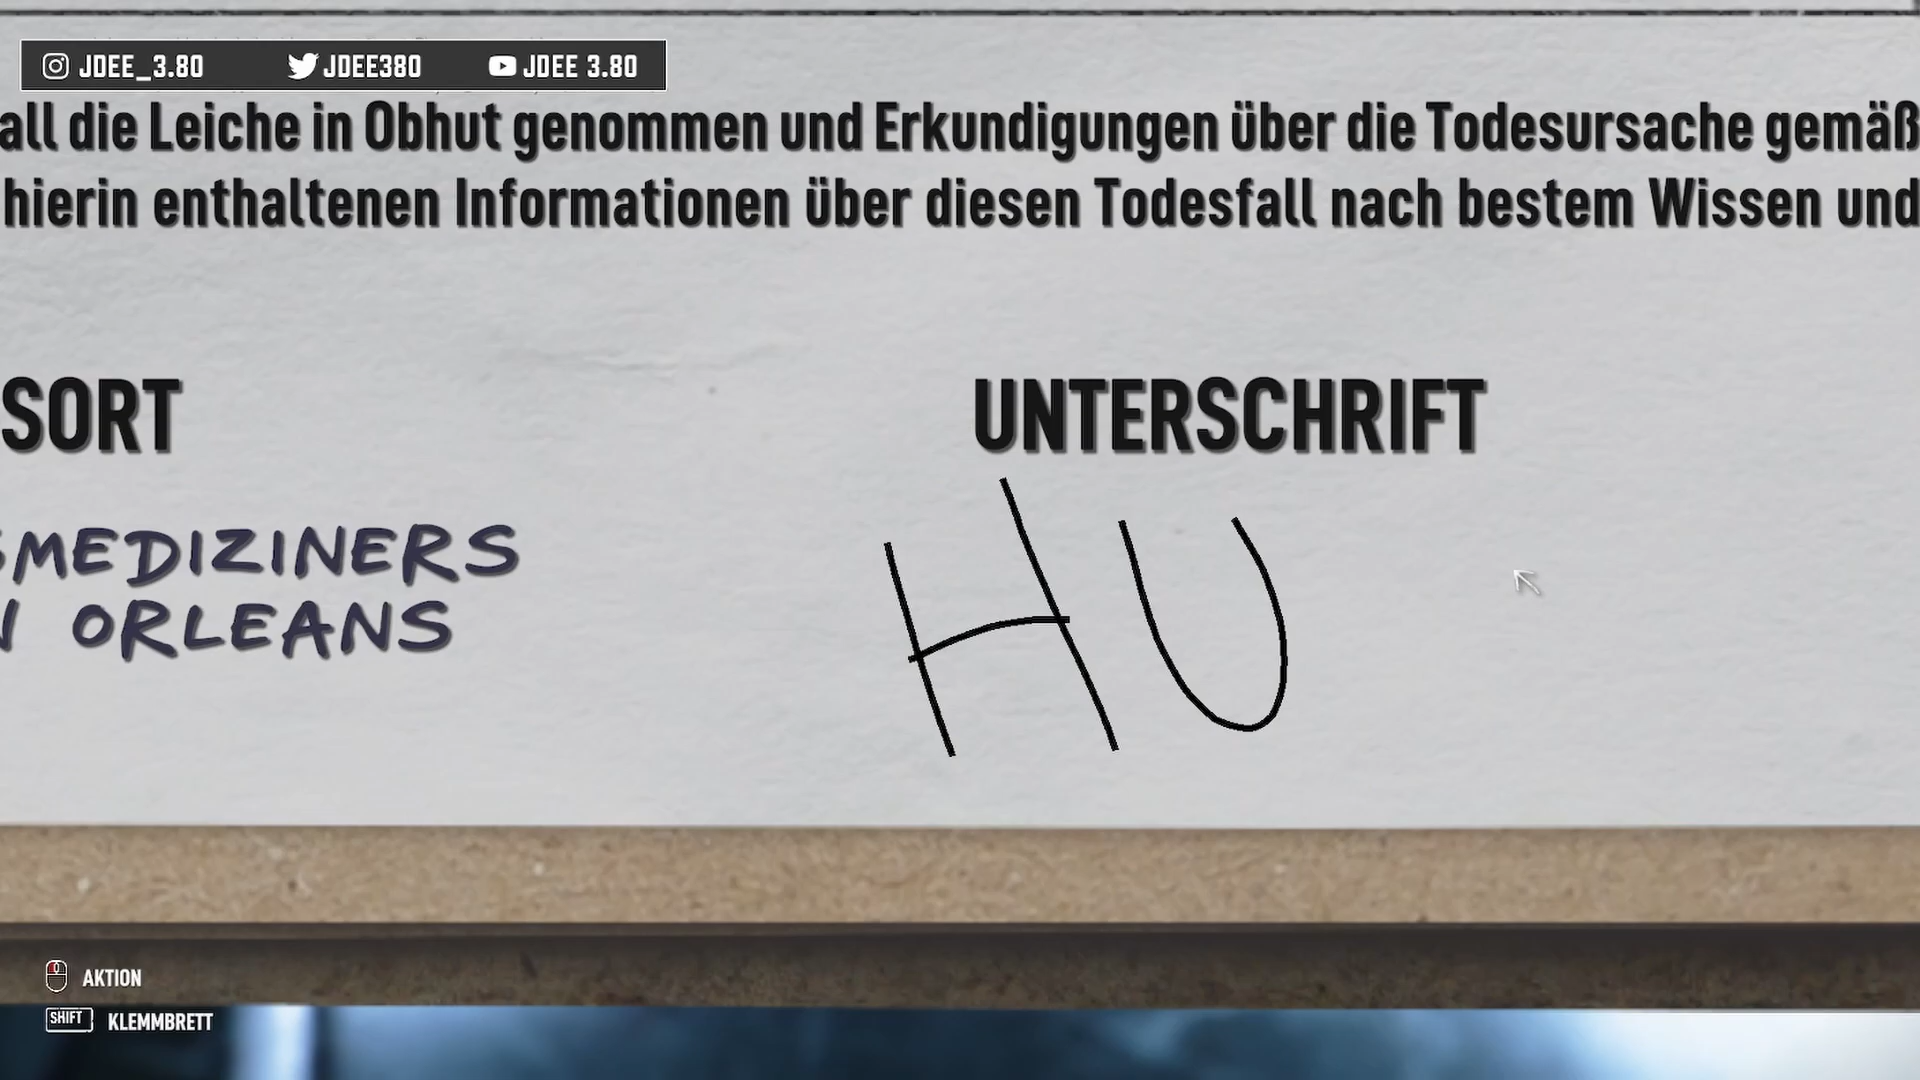 JDEE_3.80 JDEE380 JDEE 3.80
all die Leiche in Obhut genommen und Erkundigungen über die Todesursache gemäß
hierin enthaltenen Informationen über diesen Todesfall nach bestem Wissen und
SORT
UNTERSCHRIFT
SMEDIZINERS
ORLEANS
HU
AKTION
SHIFT KLEMMBRETT